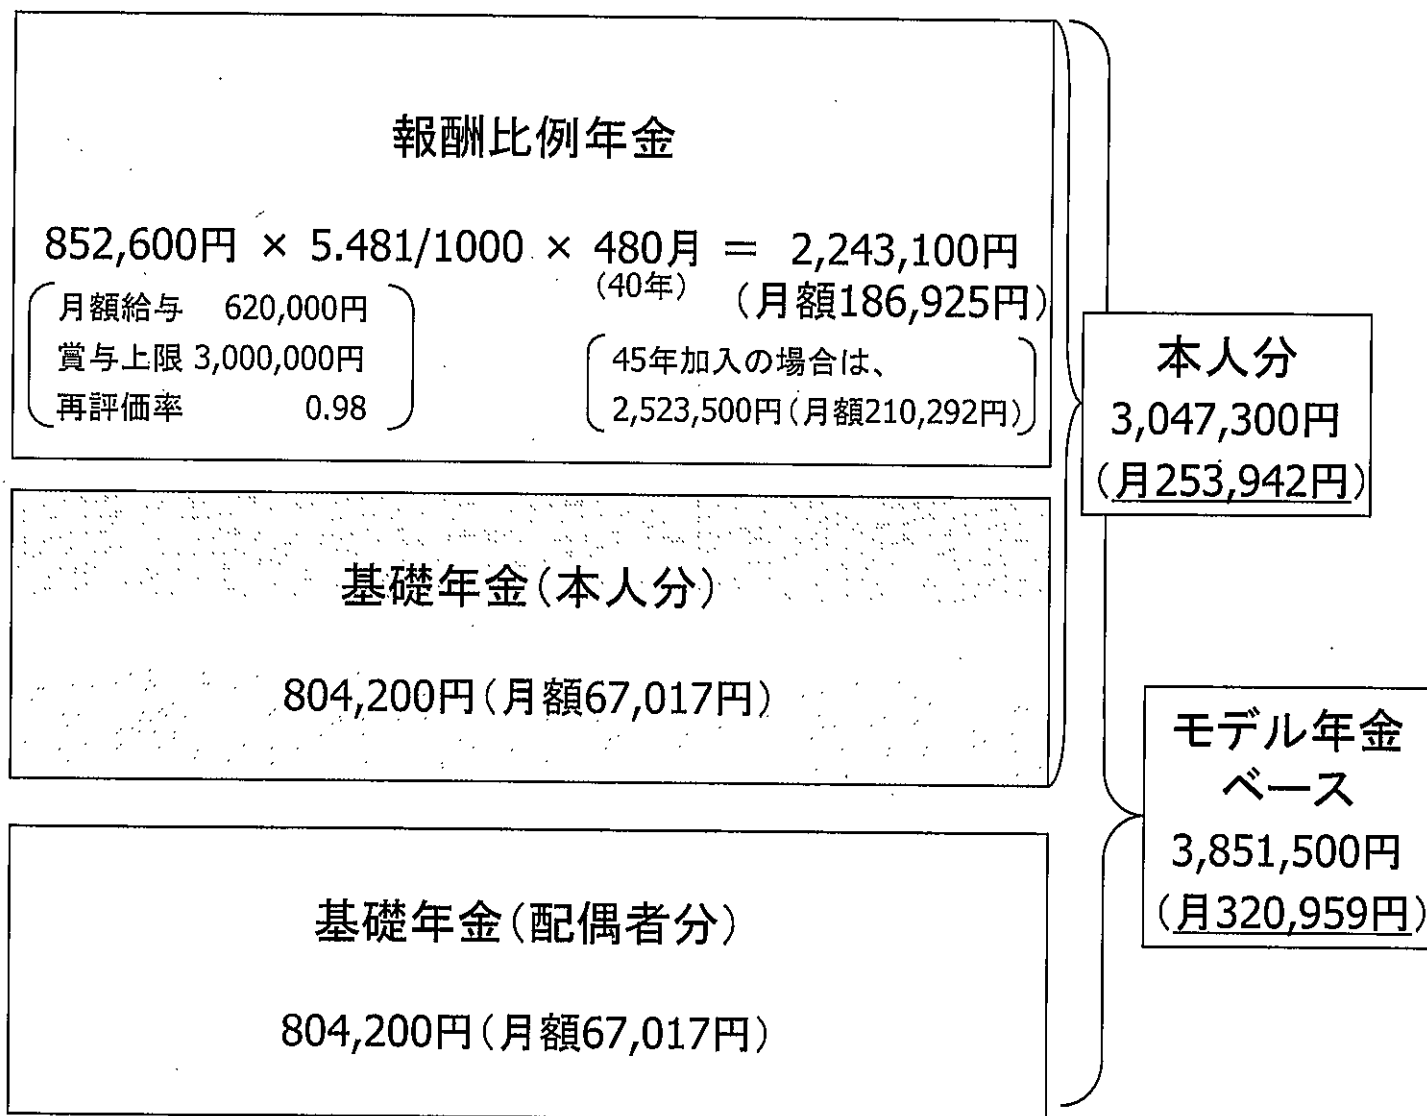 報酬比例年金
852,600円 × 5.481/1000 × 480月 = 2,243,100円
(40年)
(月額186,925円)
月額給与 620,000円
賞与上限 3,000,000円
再評価率 0.98
45年加入の場合は、
2,523,500円(月額210,292円)
本人分
3,047,300円
(月253,942円)
基礎年金(本人分)
804,200円(月額67,017円)
モデル年金
ベース
3,851,500円
(月320,959円)
基礎年金(配偶者分)
804,200円(月額67,017円)